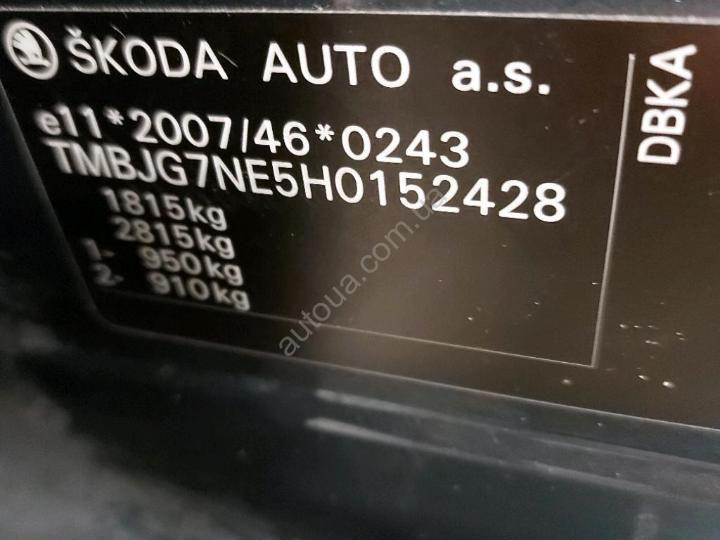 ŠKODA AUTO a.s.
e11*2007/46*0243
TMBJG7NE5H0152428
1815kg
2815kg
1- 950kg
2- 910kg
DBKA
autoua.com.ua